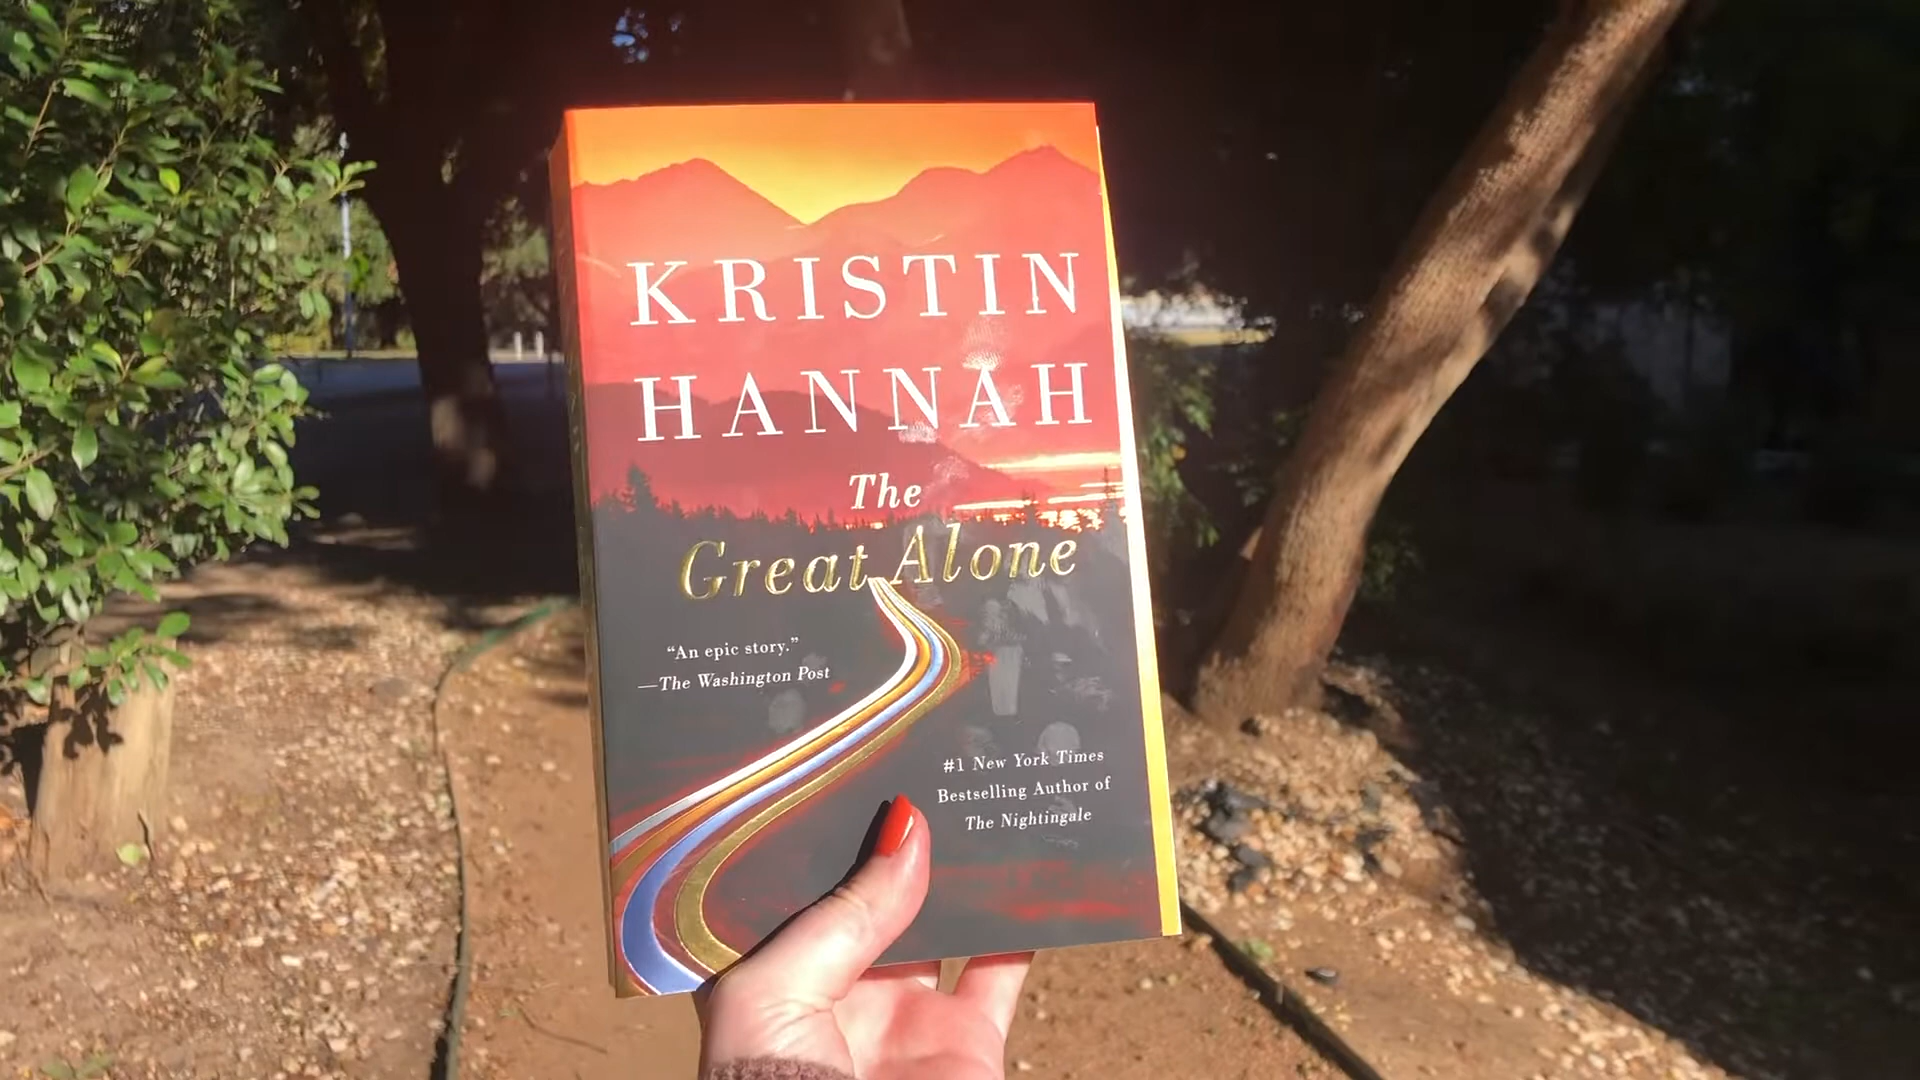 KRISTIN
HANNAH
The
Great Alone
“An epic story.”
—The Washington Post
#1 New York Times
Bestselling Author of
The Nightingale